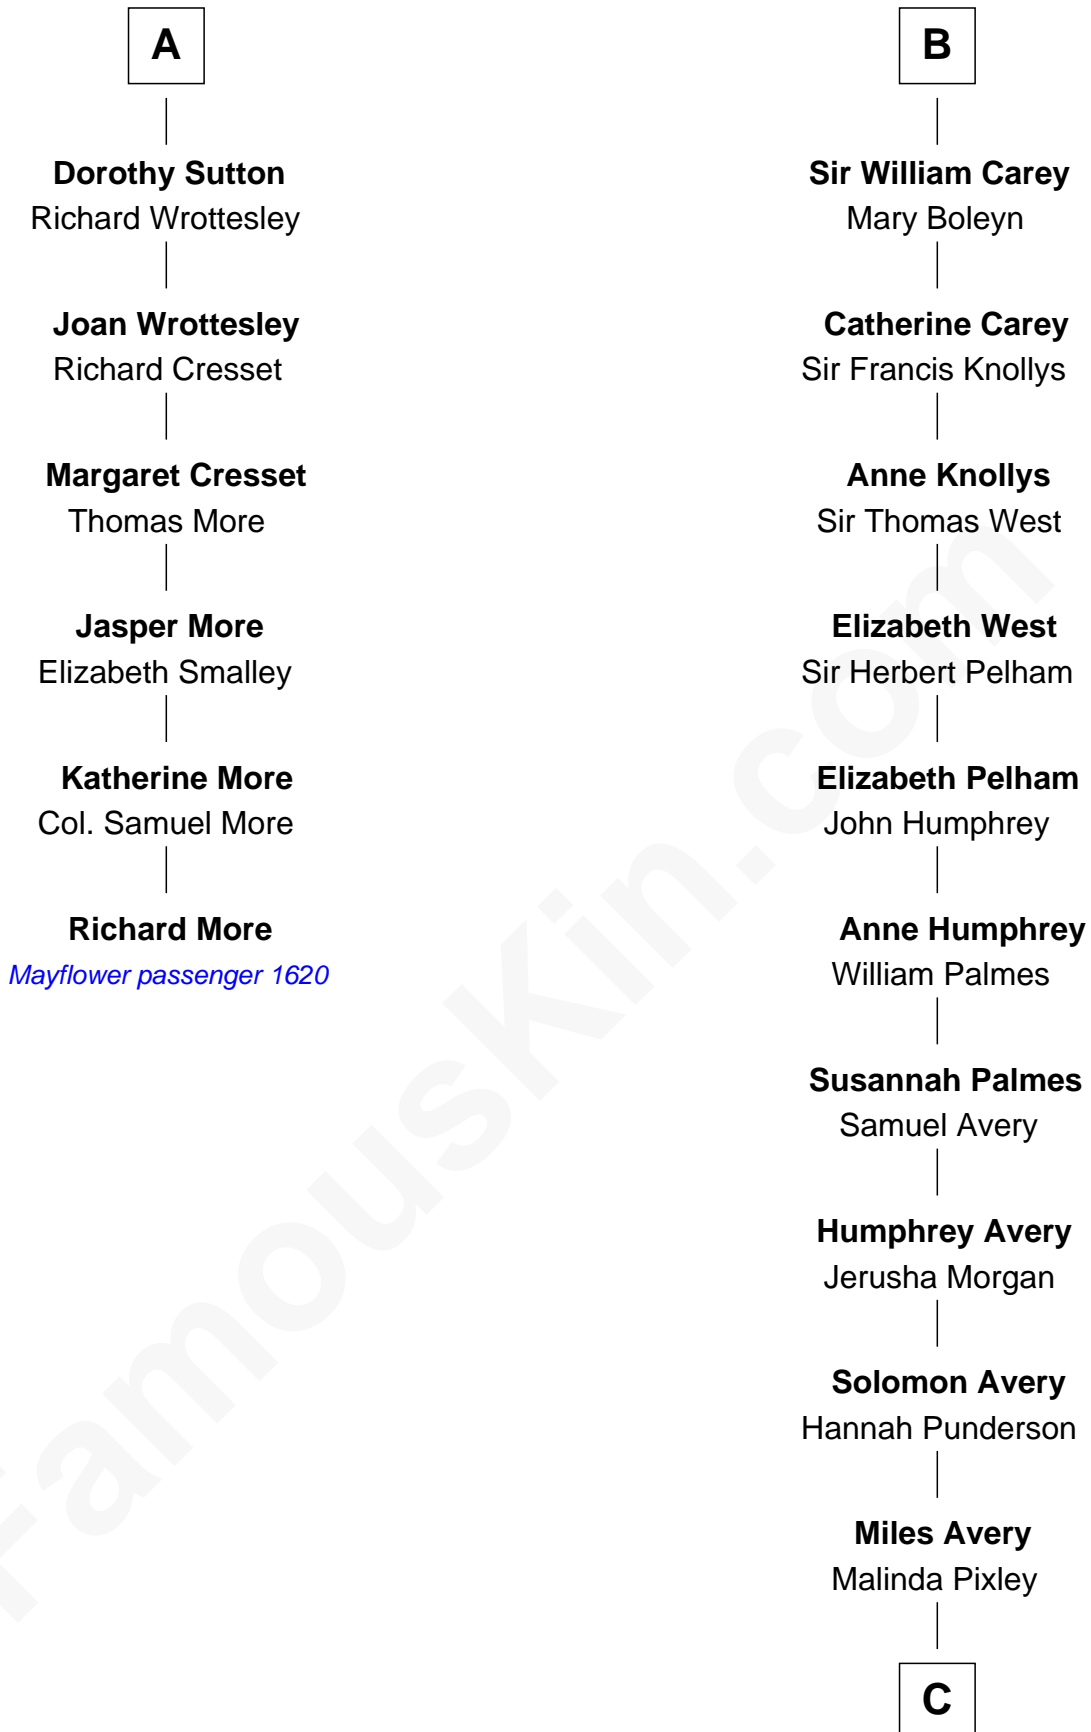 A
Dorothy Sutton
Richard Wrottesley
Joan Wrottesley
Richard Cresset
Margaret Cresset
Thomas More
Jasper More
Elizabeth Smalley
Katherine More
Col. Samuel More
Richard More
Mayflower passenger 1620
B
Sir William Carey
Mary Boleyn
Catherine Carey
Sir Francis Knollys
Anne Knollys
Sir Thomas West
Elizabeth West
Sir Herbert Pelham
Elizabeth Pelham
John Humphrey
Anne Humphrey
William Palmes
Susannah Palmes
Samuel Avery
Humphrey Avery
Jerusha Morgan
Solomon Avery
Hannah Punderson
Miles Avery
Malinda Pixley
C
FamousKin.com